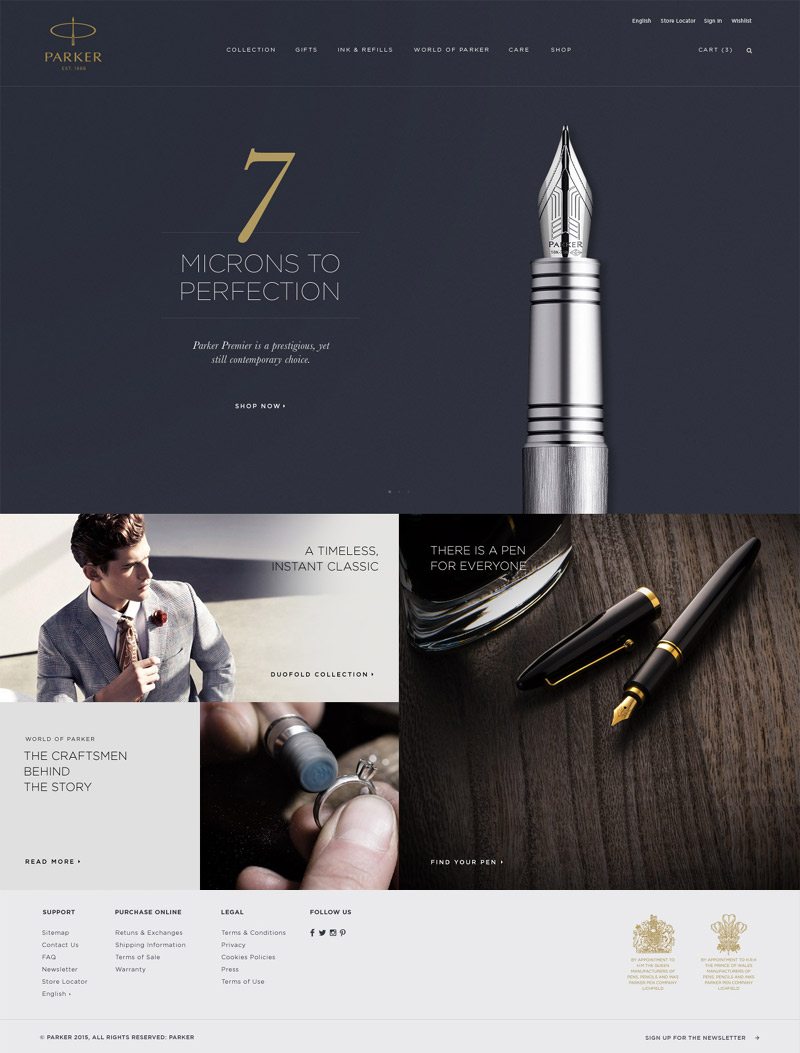 English Store Locator Sign In Wishlist
PARKER
EST. 1888
COLLECTION GIFTS INK & REFILLS WORLD OF PARKER CARE SHOP CART (3)
7
MICRONS TO
PERFECTION
Parker Premier is a prestigious, yet
still contemporary choice.
SHOP NOW
PARKER
A TIMELESS,
INSTANT CLASSIC
DUOFOLD COLLECTION
THERE IS A PEN
FOR EVERYONE
FIND YOUR PEN
WORLD OF PARKER
THE CRAFTSMEN
BEHIND
THE STORY
READ MORE
SUPPORT
Sitemap
Contact Us
FAQ
Newsletter
Store Locator
English
PURCHASE ONLINE
Retuns & Exchanges
Shipping Information
Terms of Sale
Warranty
LEGAL
Terms & Conditions
Privacy
Cookies Policies
Press
Terms of Use
FOLLOW US
BY APPOINTMENT TO
H.M THE QUEEN
MANUFACTURERS OF
PENS, PENCILS AND INKS
PARKER PEN COMPANY
LICHFIELD
BY APPOINTMENT TO H.R.H
THE PRINCE OF WALES
MANUFACTURERS OF
PENS, PENCILS AND INKS
PARKER PEN COMPANY
LICHFIELD
© PARKER 2015, ALL RIGHTS RESERVED: PARKER
SIGN UP FOR THE NEWSLETTER